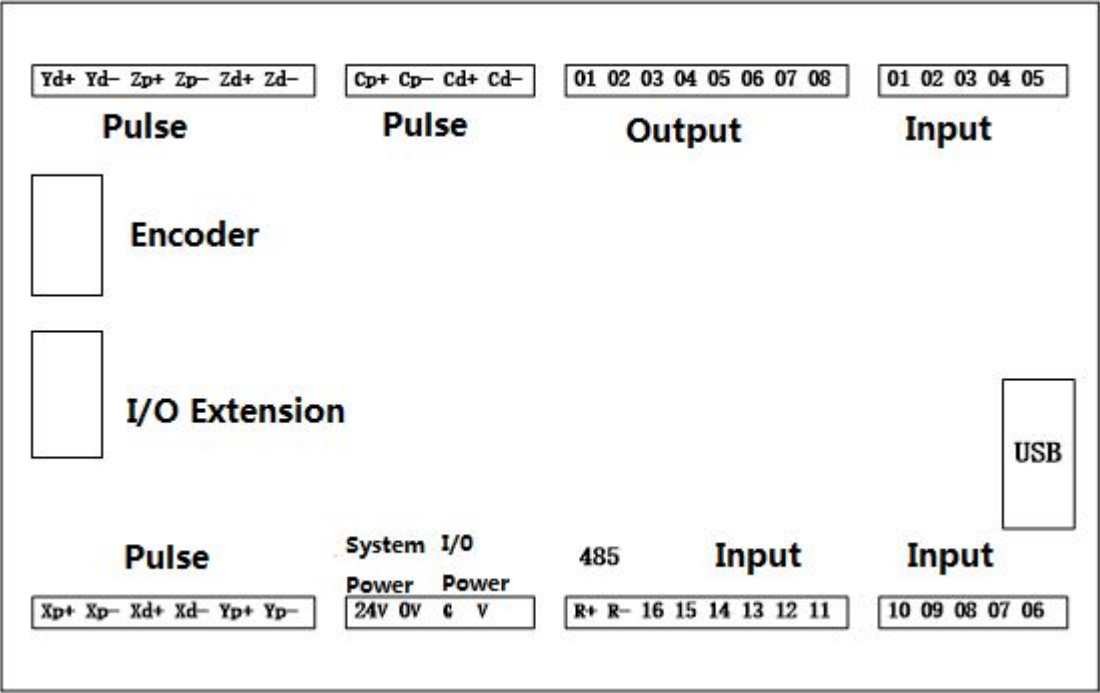 Yd+ Yd- Zp+ Zp- Zd+ Zd-
Cp+ Cp- Cd+ Cd-
01 02 03 04 05 06 07 08
01 02 03 04 05
Pulse
Pulse
Output
Input
Encoder
I/O Extension
USB
Pulse
System Power
I/O Power
485
Input
Input
Xp+ Xp- Xd+ Xd- Yp+ Yp-
24V 0V G V
R+ R- 16 15 14 13 12 11
10 09 08 07 06